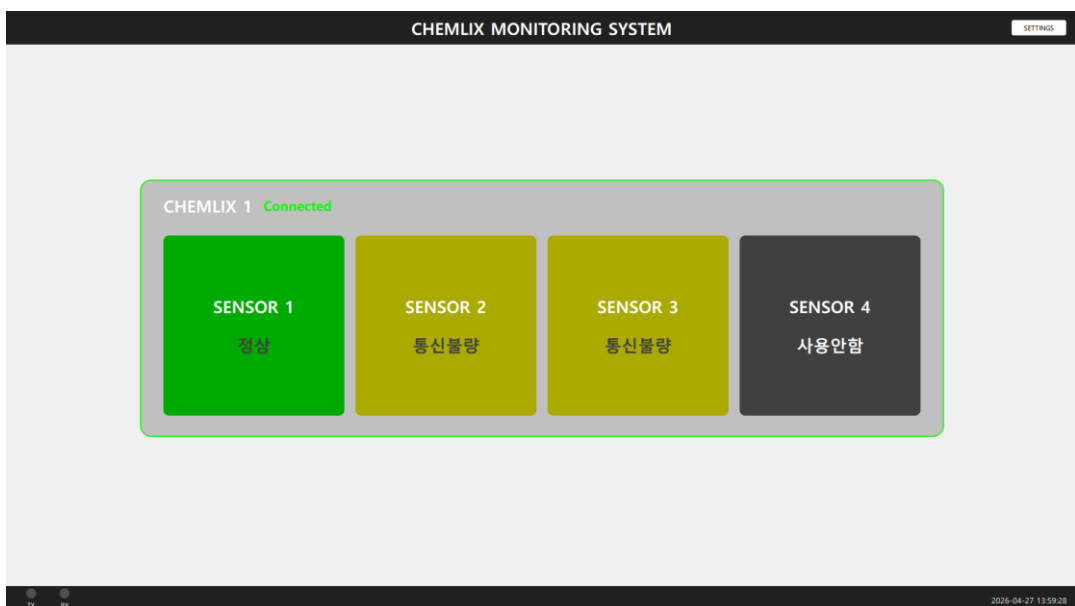 CHEMLIX MONITORING SYSTEM
SETTINGS
CHEMLIX 1 Connected
SENSOR 1
정상
SENSOR 2
통신불량
SENSOR 3
통신불량
SENSOR 4
사용안함
TX
RX
2026-04-27 13:59:28